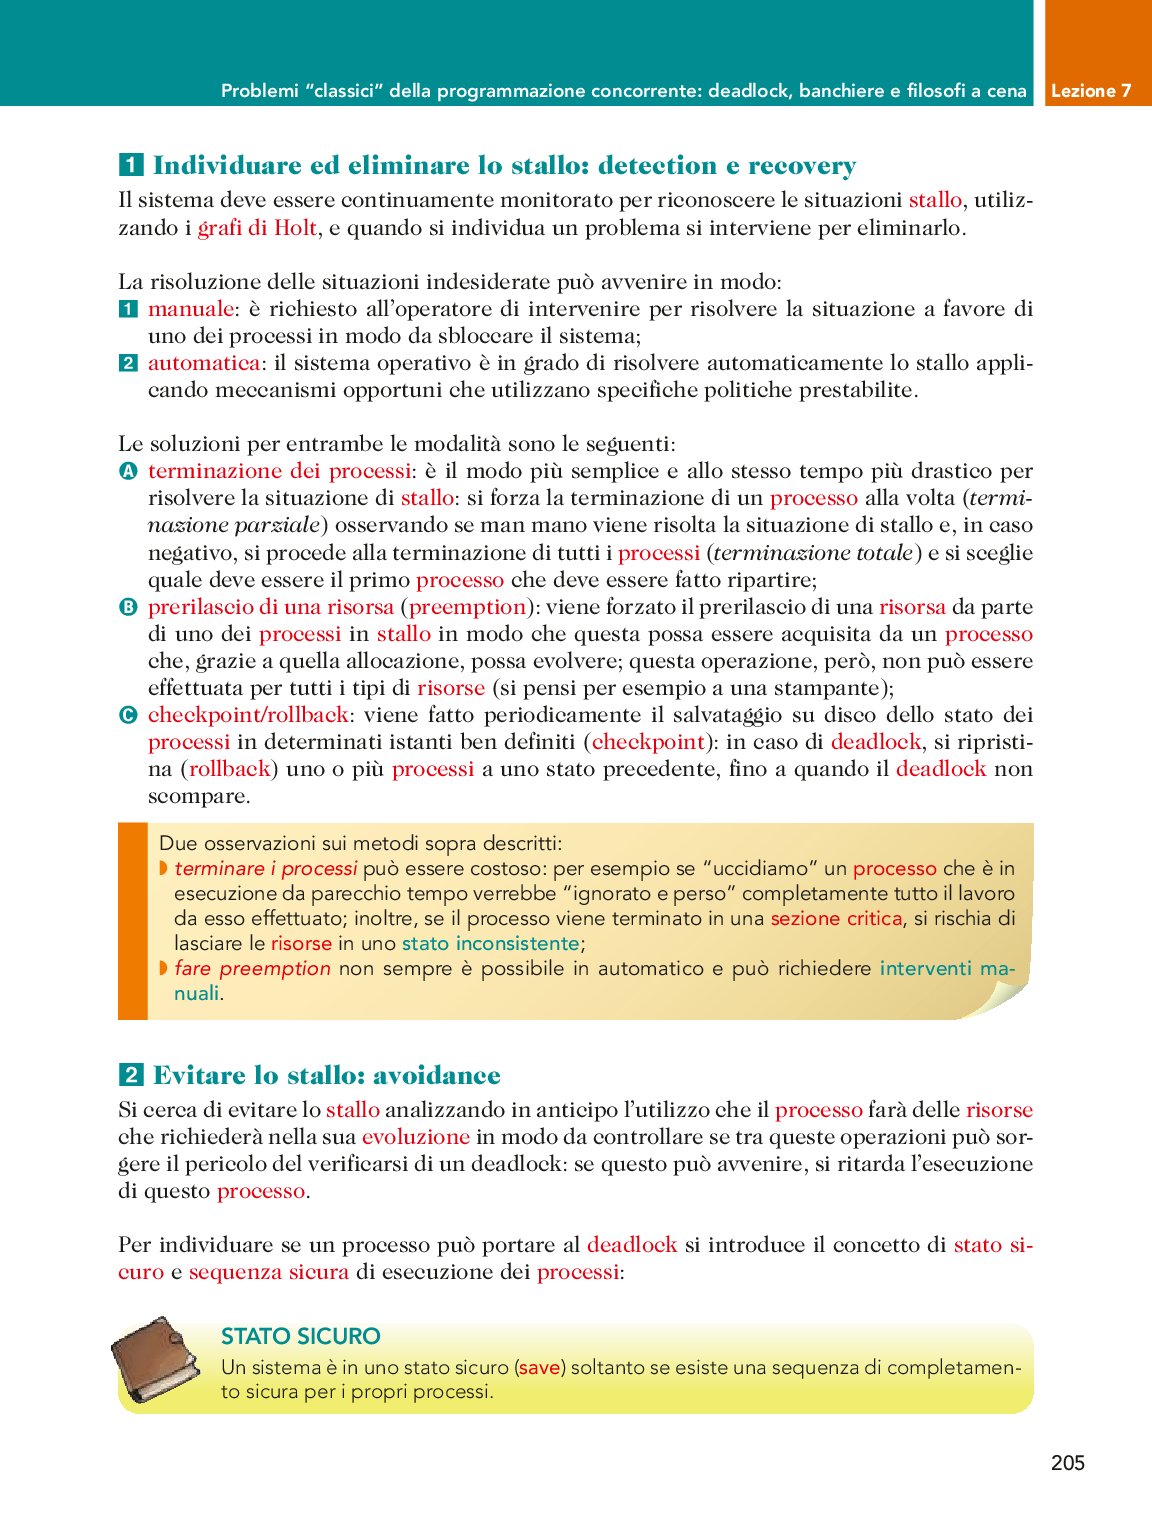 Problemi “classici” della programmazione concorrente: deadlock, banchiere e filosofi a cena Lezione 7
1 Individuare ed eliminare lo stallo: detection e recovery
Il sistema deve essere continuamente monitorato per riconoscere le situazioni stallo, utiliz-
zando i grafi di Holt, e quando si individua un problema si interviene per eliminarlo.
La risoluzione delle situazioni indesiderate può avvenire in modo:
1 manuale: è richiesto all’operatore di intervenire per risolvere la situazione a favore di
uno dei processi in modo da sbloccare il sistema;
2 automatica: il sistema operativo è in grado di risolvere automaticamente lo stallo appli-
cando meccanismi opportuni che utilizzano specifiche politiche prestabilite.
Le soluzioni per entrambe le modalità sono le seguenti:
A terminazione dei processi: è il modo più semplice e allo stesso tempo più drastico per
risolvere la situazione di stallo: si forza la terminazione di un processo alla volta (termi-
nazione parziale) osservando se man mano viene risolta la situazione di stallo e, in caso
negativo, si procede alla terminazione di tutti i processi (terminazione totale) e si sceglie
quale deve essere il primo processo che deve essere fatto ripartire;
B prerilascio di una risorsa (preemption): viene forzato il prerilascio di una risorsa da parte
di uno dei processi in stallo in modo che questa possa essere acquisita da un processo
che, grazie a quella allocazione, possa evolvere; questa operazione, però, non può essere
effettuata per tutti i tipi di risorse (si pensi per esempio a una stampante);
C checkpoint/rollback: viene fatto periodicamente il salvataggio su disco dello stato dei
processi in determinati istanti ben definiti (checkpoint): in caso di deadlock, si ripristi-
na (rollback) uno o più processi a uno stato precedente, fino a quando il deadlock non
scompare.
Due osservazioni sui metodi sopra descritti:
terminare i processi può essere costoso: per esempio se “uccidiamo” un processo che è in
esecuzione da parecchio tempo verrebbe “ignorato e perso” completamente tutto il lavoro
da esso effettuato; inoltre, se il processo viene terminato in una sezione critica, si rischia di
lasciare le risorse in uno stato inconsistente;
fare preemption non sempre è possibile in automatico e può richiedere interventi ma-
nuali.
2 Evitare lo stallo: avoidance
Si cerca di evitare lo stallo analizzando in anticipo l’utilizzo che il processo farà delle risorse
che richiederà nella sua evoluzione in modo da controllare se tra queste operazioni può sor-
gere il pericolo del verificarsi di un deadlock: se questo può avvenire, si ritarda l’esecuzione
di questo processo.
Per individuare se un processo può portare al deadlock si introduce il concetto di stato si-
curo e sequenza sicura di esecuzione dei processi:
STATO SICURO
Un sistema è in uno stato sicuro (save) soltanto se esiste una sequenza di completamen-
to sicura per i propri processi.
205